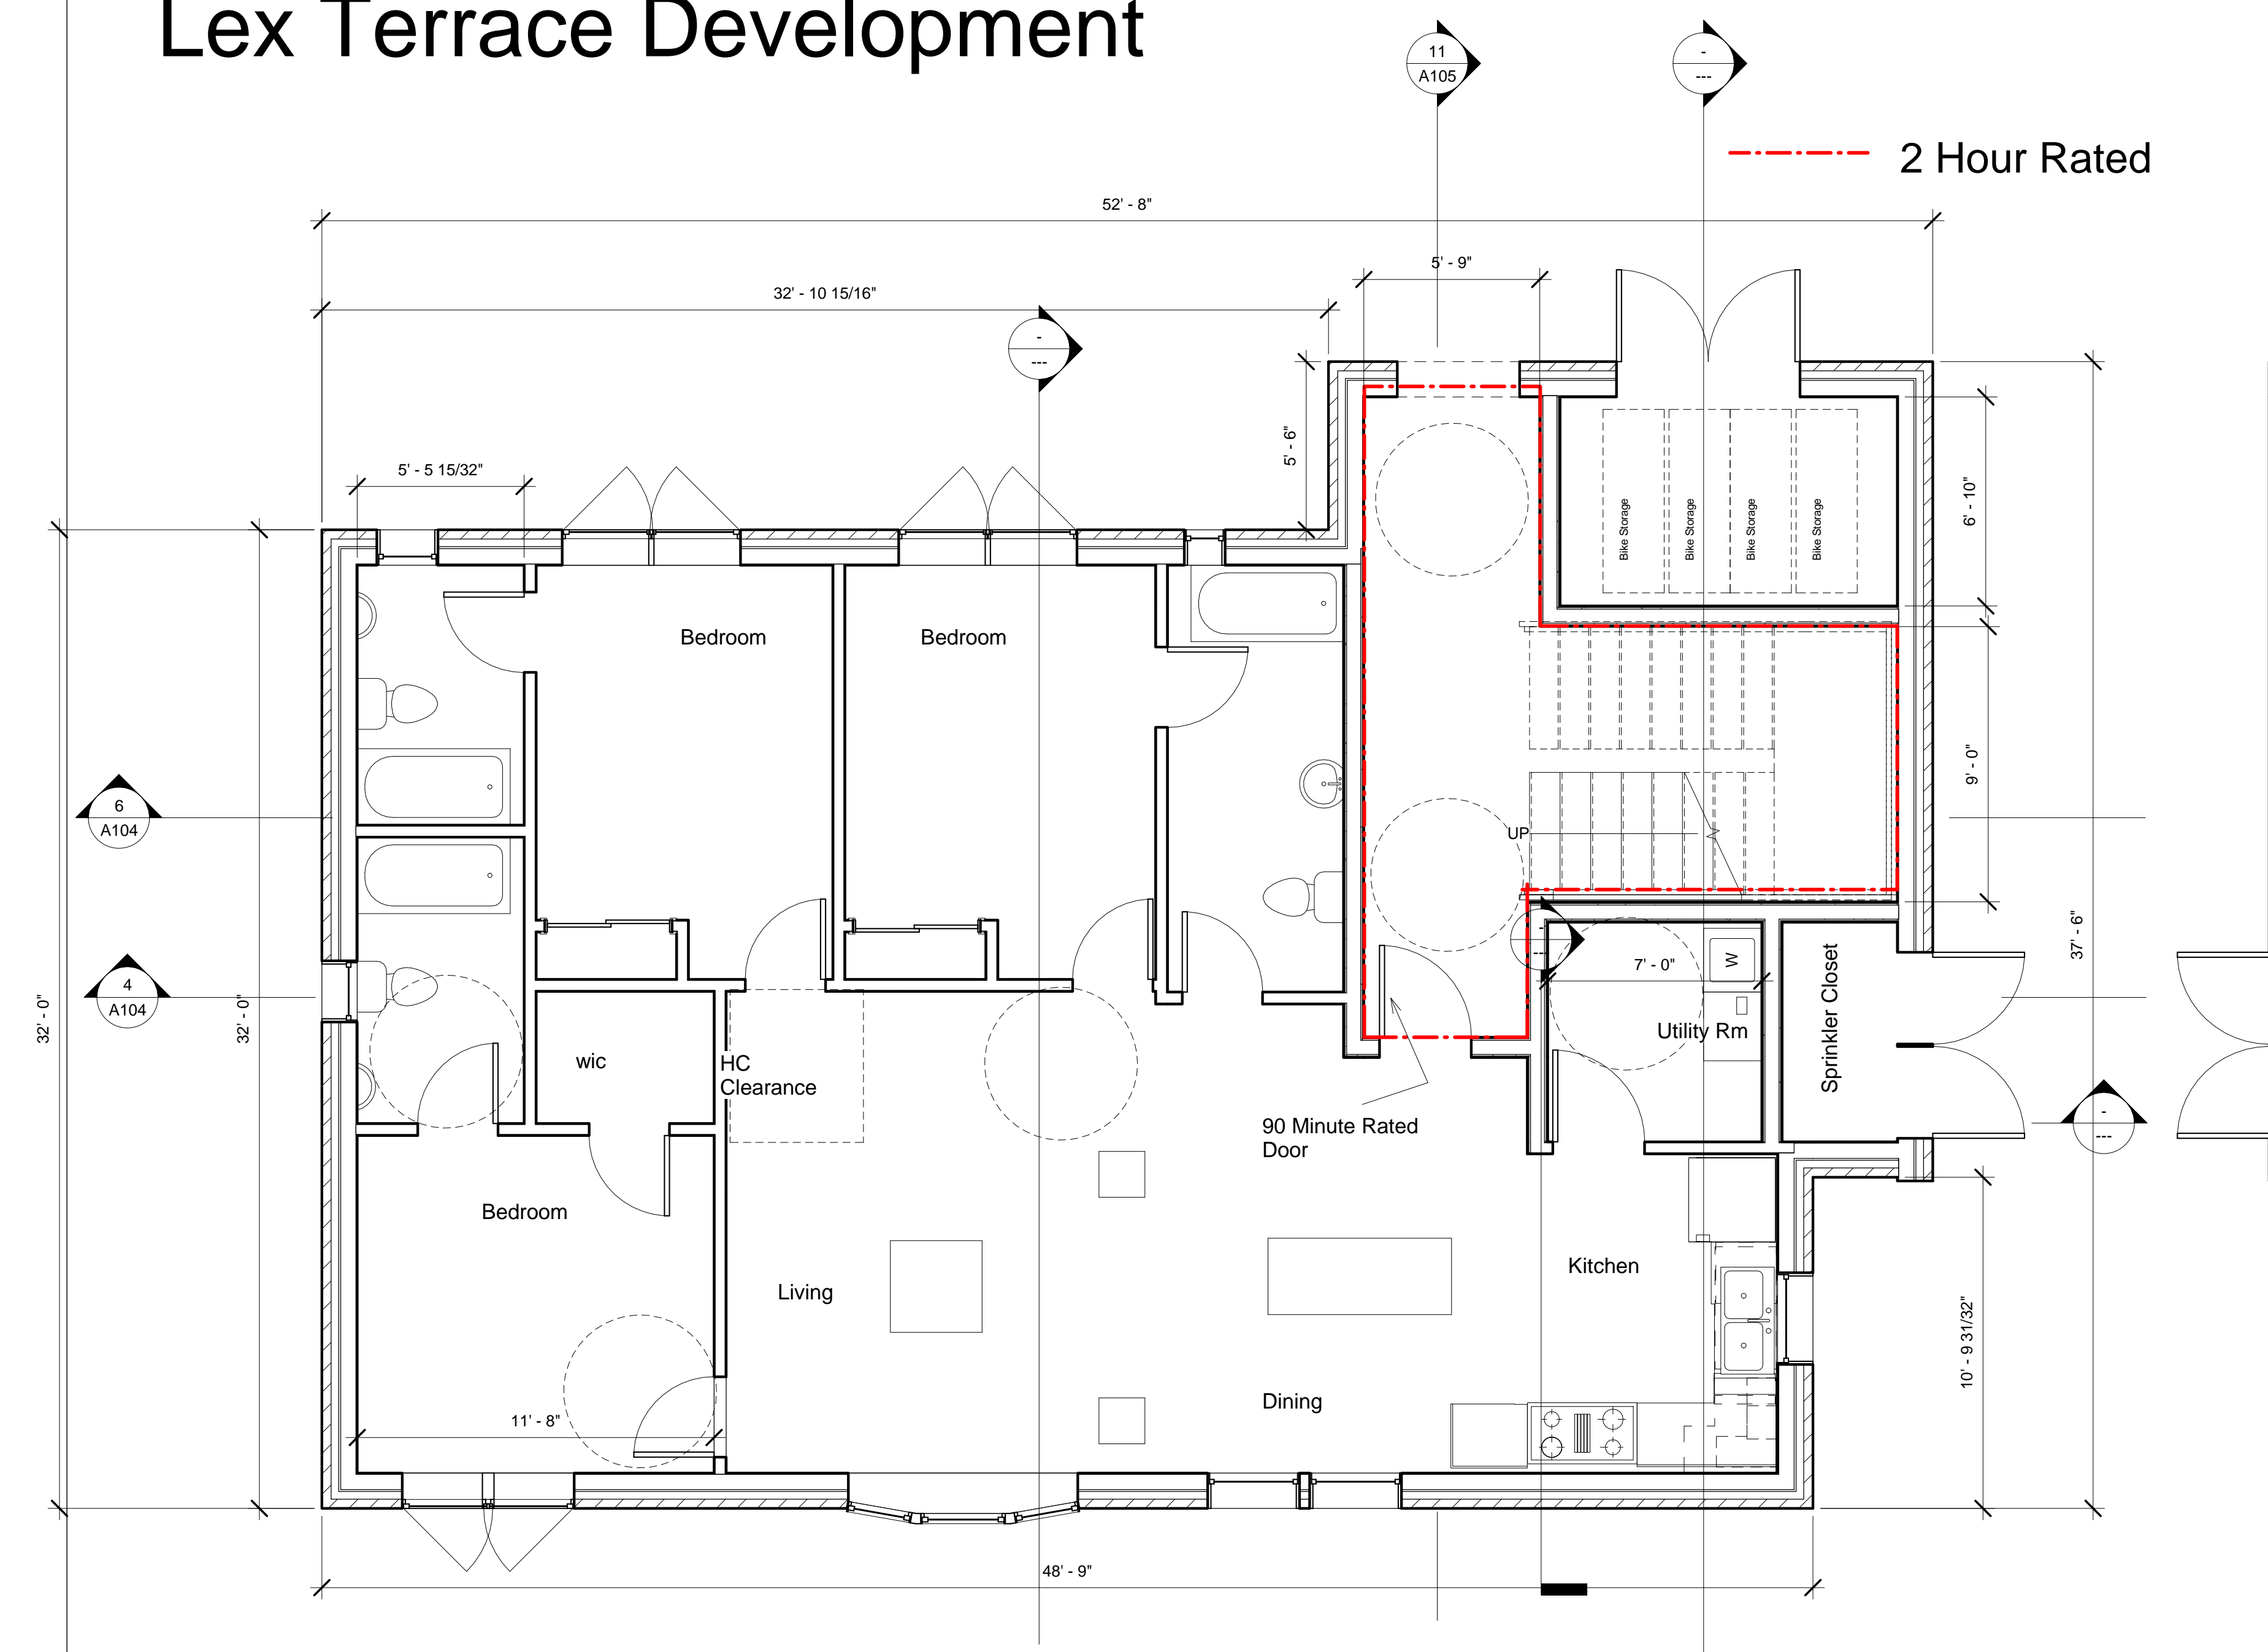 Lex Terrace Development
11
A105
-
---
2 Hour Rated
52' - 8"
5' - 9"
32' - 10 15/16"
-
---
5' - 6"
5' - 5 15/32"
6' - 10"
Bike Storage
Bike Storage
Bike Storage
Bike Storage
Bedroom
Bedroom
9' - 0"
6
A104
UP
37' - 6"
-
---
7' - 0"
W
Sprinkler Closet
4
A104
32' - 0"
32' - 0"
Utility Rm
wic
HC
Clearance
90 Minute Rated
Door
-
---
Bedroom
Kitchen
Living
10' - 9 31/32"
Dining
11' - 8"
48' - 9"